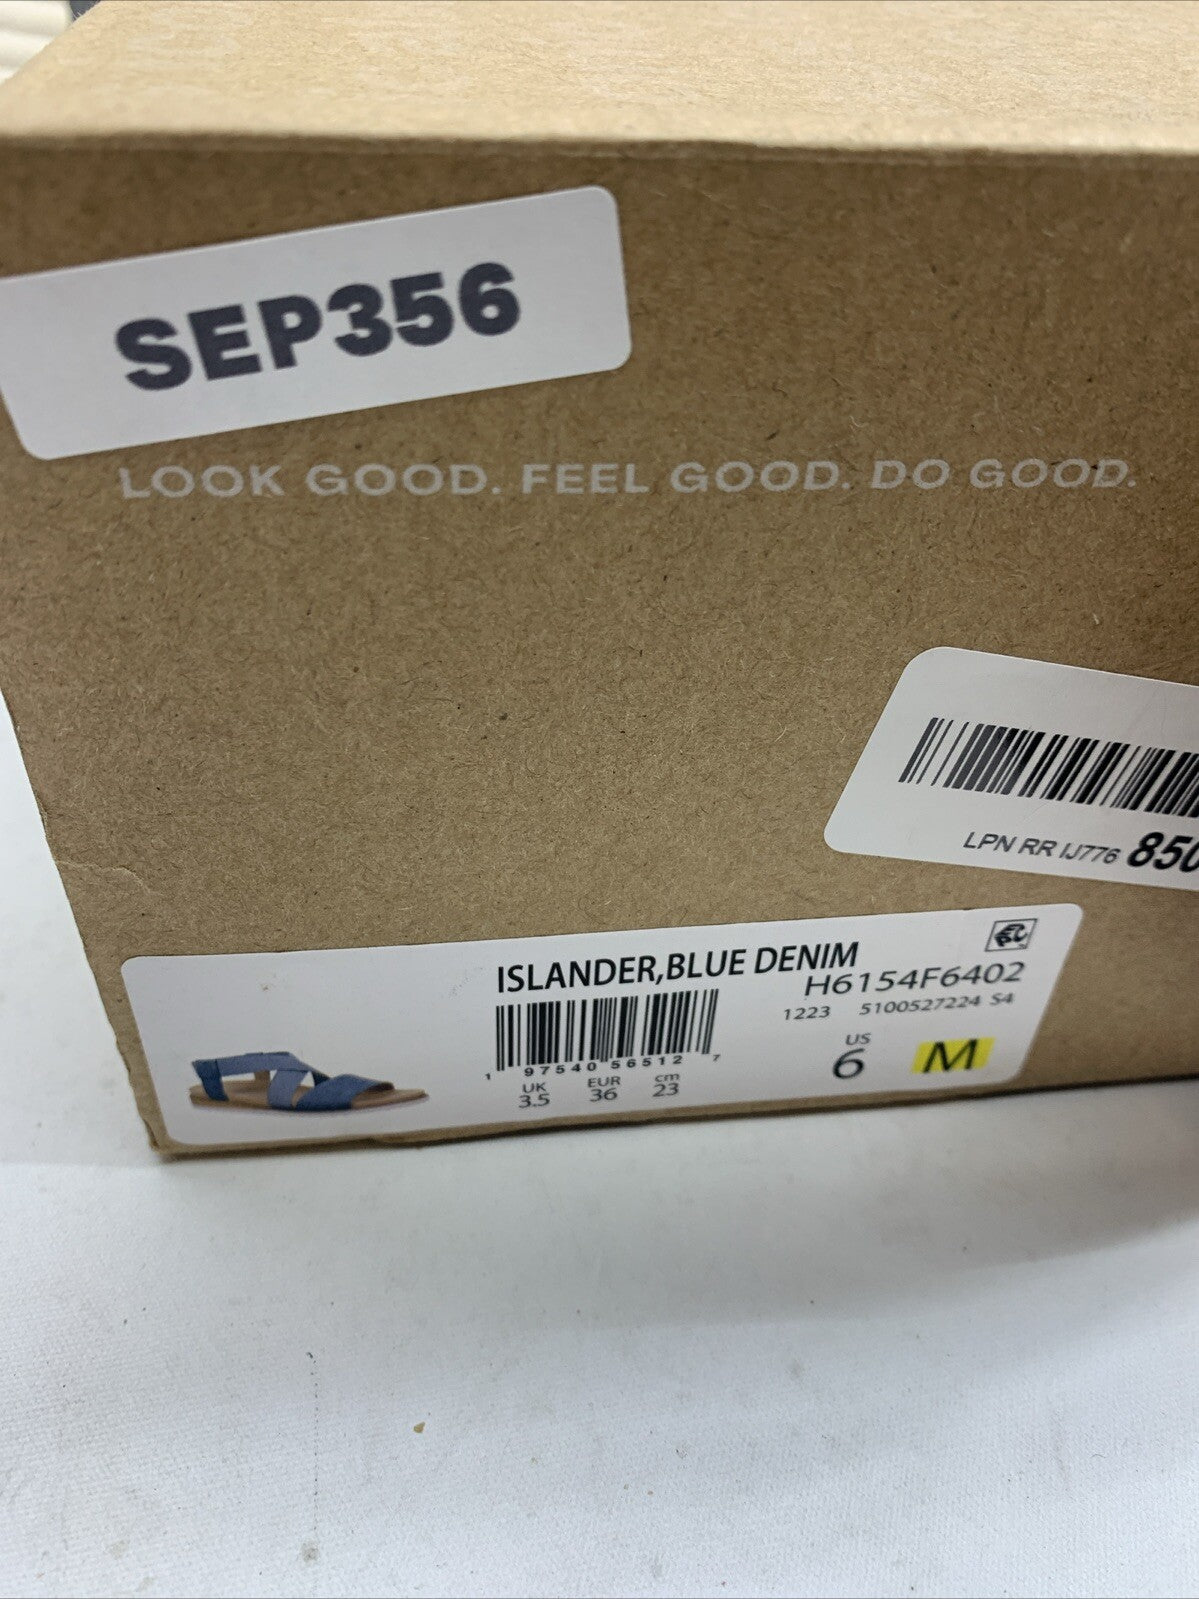 SEP356
LOOK GOOD. FEEL GOOD. DO GOOD.
LPN RR IJ776 850
ISLANDER,BLUE DENIM
H6154F6402
1223 5100527224 S4
1 97540 56512 7
UK EUR cm
3.5 36 23
US
6 M